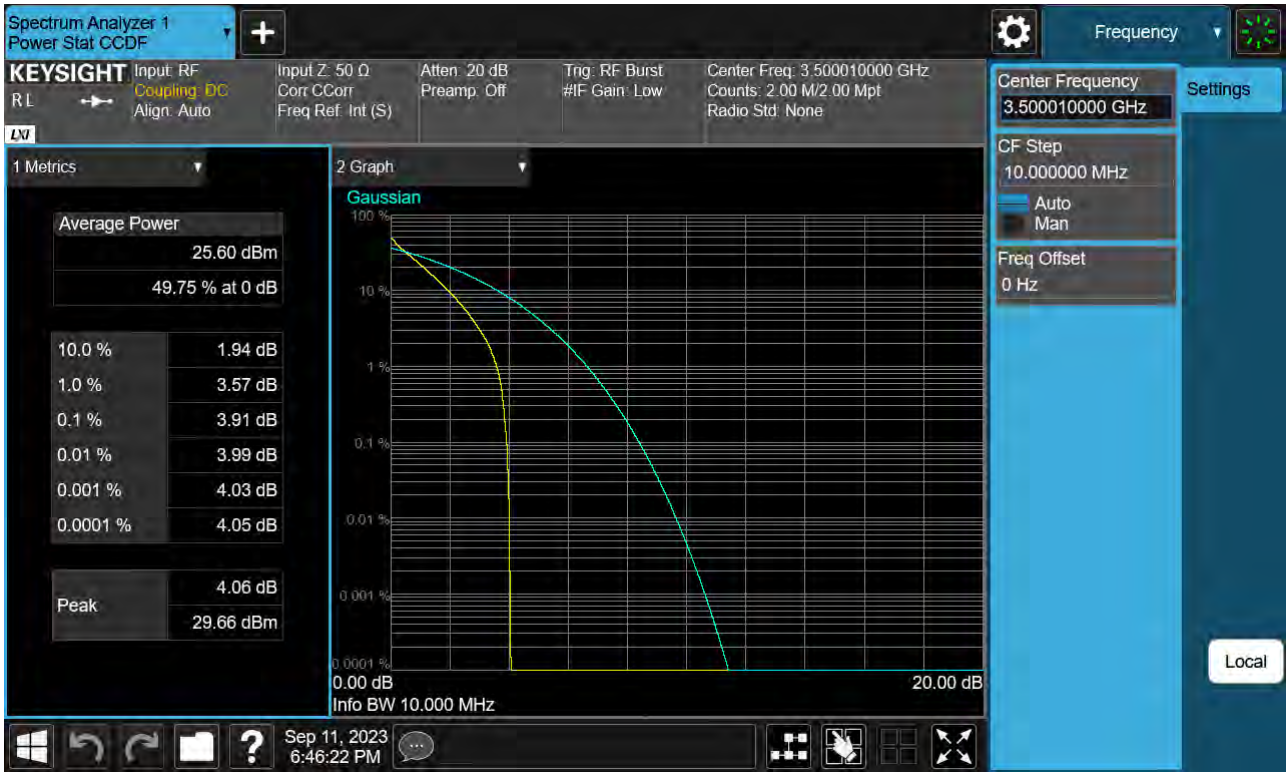 Spectrum Analyzer 1
Power Stat CCDF
Frequency
KEYSIGHT
RL
LXI
Input: RF
Coupling: DC
Align: Auto
Input Z: 50 Ω
Corr CCorr
Freq Ref: Int (S)
Atten: 20 dB
Preamp: Off
Trig: RF Burst
#IF Gain: Low
Center Freq: 3.500010000 GHz
Counts: 2.00 M/2.00 Mpt
Radio Std: None
Center Frequency
3.500010000 GHz
Settings
CF Step
10.000000 MHz
Auto
Man
Freq Offset
0 Hz
1 Metrics
Average Power
25.60 dBm
49.75 % at 0 dB
10.0 % 1.94 dB
1.0 % 3.57 dB
0.1 % 3.91 dB
0.01 % 3.99 dB
0.001 % 4.03 dB
0.0001 % 4.05 dB
Peak
4.06 dB
29.66 dBm
2 Graph
Gaussian
100 %
10 %
1 %
0.1 %
0.01 %
0.001 %
0.0001 %
0.00 dB 20.00 dB
Info BW 10.000 MHz
Local
?
Sep 11, 2023
6:46:22 PM